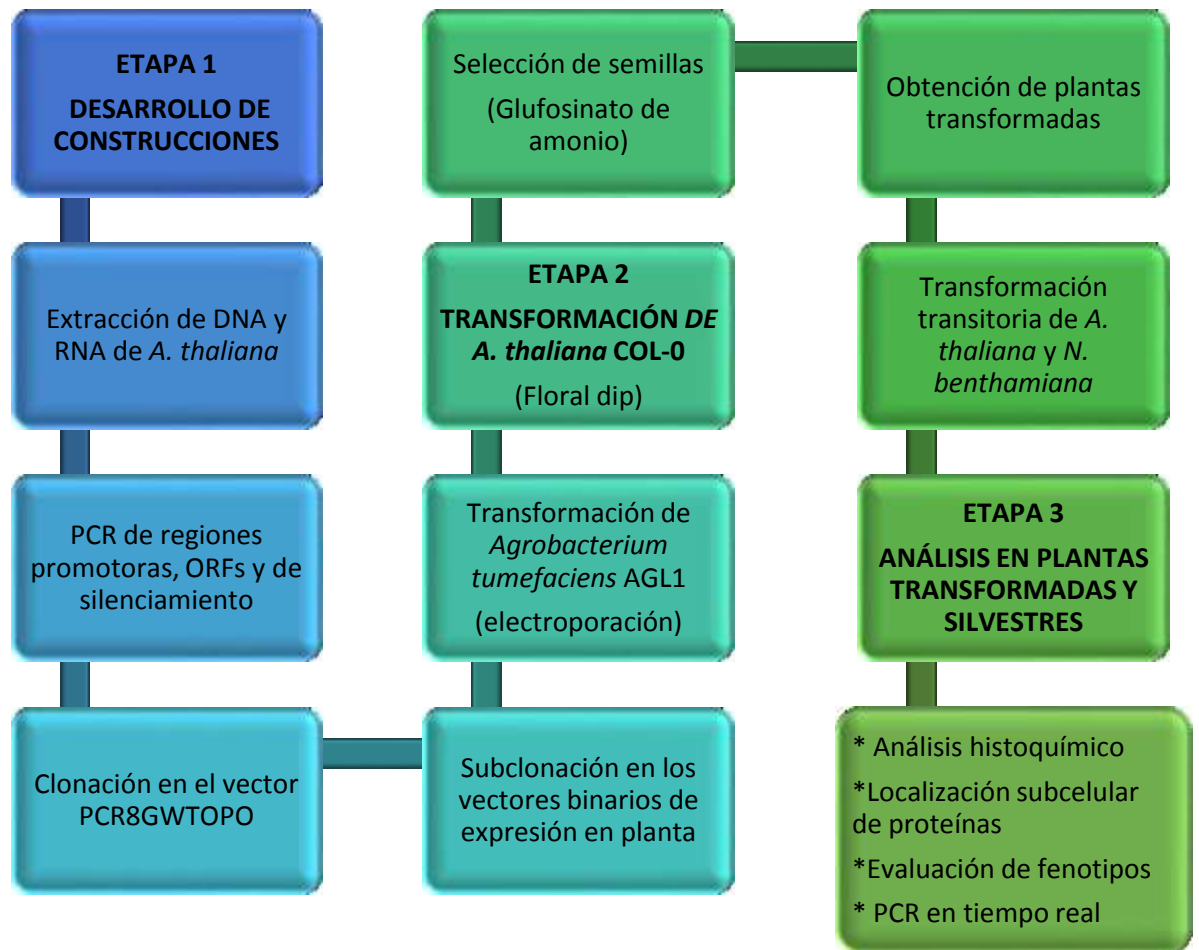 ETAPA 1
DESARROLLO DE
CONSTRUCCIONES
Extracción de DNA y
RNA de A. thaliana
PCR de regiones
promotoras, ORFs y de
silenciamiento
Clonación en el vector
PCR8GWTOPO
Subclonación en los
vectores binarios de
expresión en planta
Transformación de
Agrobacterium
tumefaciens AGL1
(electroporación)
ETAPA 2
TRANSFORMACIÓN DE
A. thaliana COL-0
(Floral dip)
Selección de semillas
(Glufosinato de
amonio)
Obtención de plantas
transformadas
Transformación
transitoria de A.
thaliana y N.
benthamiana
ETAPA 3
ANÁLISIS EN PLANTAS
TRANSFORMADAS Y
SILVESTRES
* Análisis histoquímico
*Localización subcelular
de proteínas
*Evaluación de fenotipos
* PCR en tiempo real